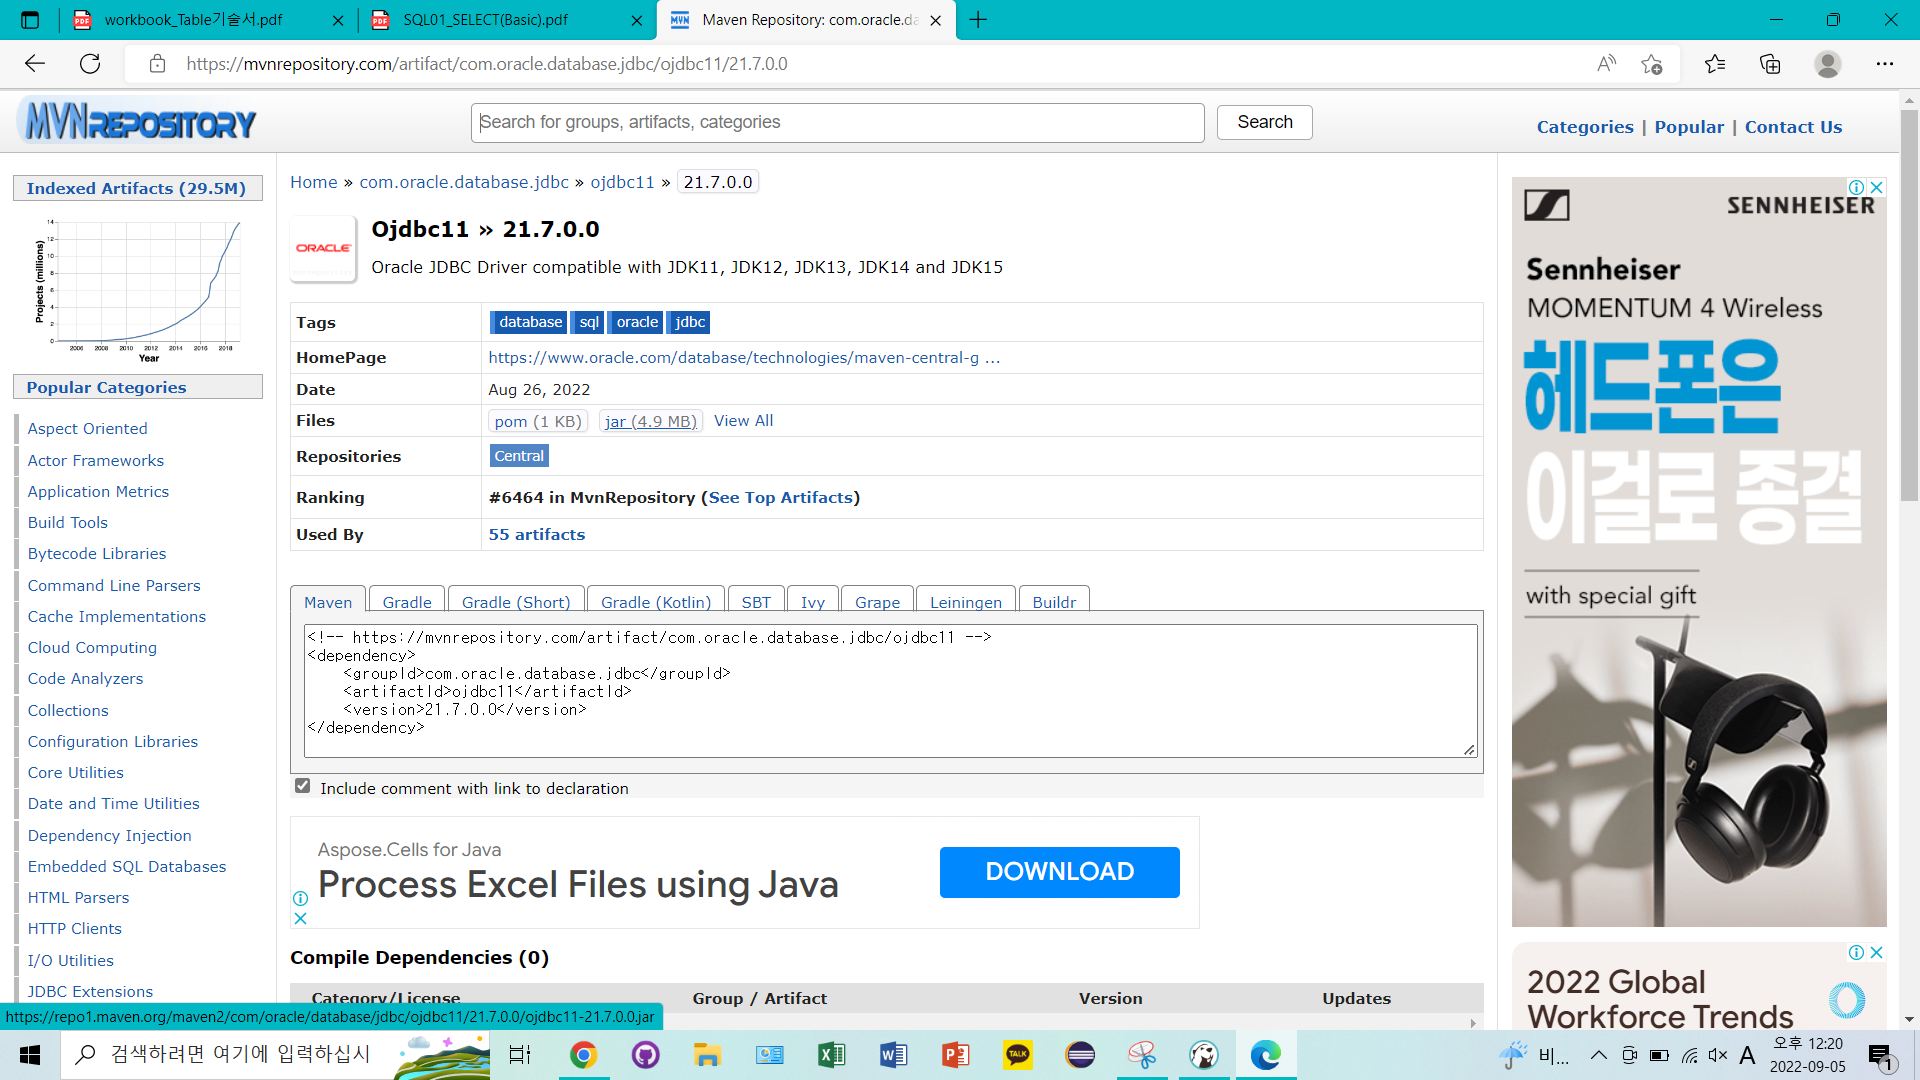 workbook_Table기술서.pdf
SQL01_SELECT(Basic).pdf
Maven Repository: com.oracle.da
https://mvnrepository.com/artifact/com.oracle.database.jdbc/ojdbc11/21.7.0.0
MVNREPOSITORY
Search for groups, artifacts, categories
Search
Categories | Popular | Contact Us
Indexed Artifacts (29.5M)
Projects (millions)
14
12
10
8
6
4
2
0
2006 2008 2010 2012 2014 2016 2018
Year
Popular Categories
Aspect Oriented
Actor Frameworks
Application Metrics
Build Tools
Bytecode Libraries
Command Line Parsers
Cache Implementations
Cloud Computing
Code Analyzers
Collections
Configuration Libraries
Core Utilities
Date and Time Utilities
Dependency Injection
Embedded SQL Databases
HTML Parsers
HTTP Clients
I/O Utilities
JDBC Extensions
Home » com.oracle.database.jdbc » ojdbc11 » 21.7.0.0
ORACLE
Ojdbc11 » 21.7.0.0
Oracle JDBC Driver compatible with JDK11, JDK12, JDK13, JDK14 and JDK15
Tags database sql oracle jdbc
HomePage https://www.oracle.com/database/technologies/maven-central-g ...
Date Aug 26, 2022
Files pom (1 KB) jar (4.9 MB) View All
Repositories Central
Ranking #6464 in MvnRepository (See Top Artifacts)
Used By 55 artifacts
Maven Gradle Gradle (Short) Gradle (Kotlin) SBT Ivy Grape Leiningen Buildr
<!-- https://mvnrepository.com/artifact/com.oracle.database.jdbc/ojdbc11 -->
<dependency>
<groupId>com.oracle.database.jdbc</groupId>
<artifactId>ojdbc11</artifactId>
<version>21.7.0.0</version>
</dependency>
Include comment with link to declaration
Aspose.Cells for Java
Process Excel Files using Java
DOWNLOAD
Compile Dependencies (0)
Category/License Group / Artifact Version Updates
SENNHEISER
Sennheiser
MOMENTUM 4 Wireless
헤드폰은
이걸로 종결
with special gift
2022 Global
Workforce Trends
https://repo1.maven.org/maven2/com/oracle/database/jdbc/ojdbc11/21.7.0.0/ojdbc11-21.7.0.0.jar
검색하려면 여기에 입력하십시
TALK
비...
A
오후 12:20
2022-09-05
1